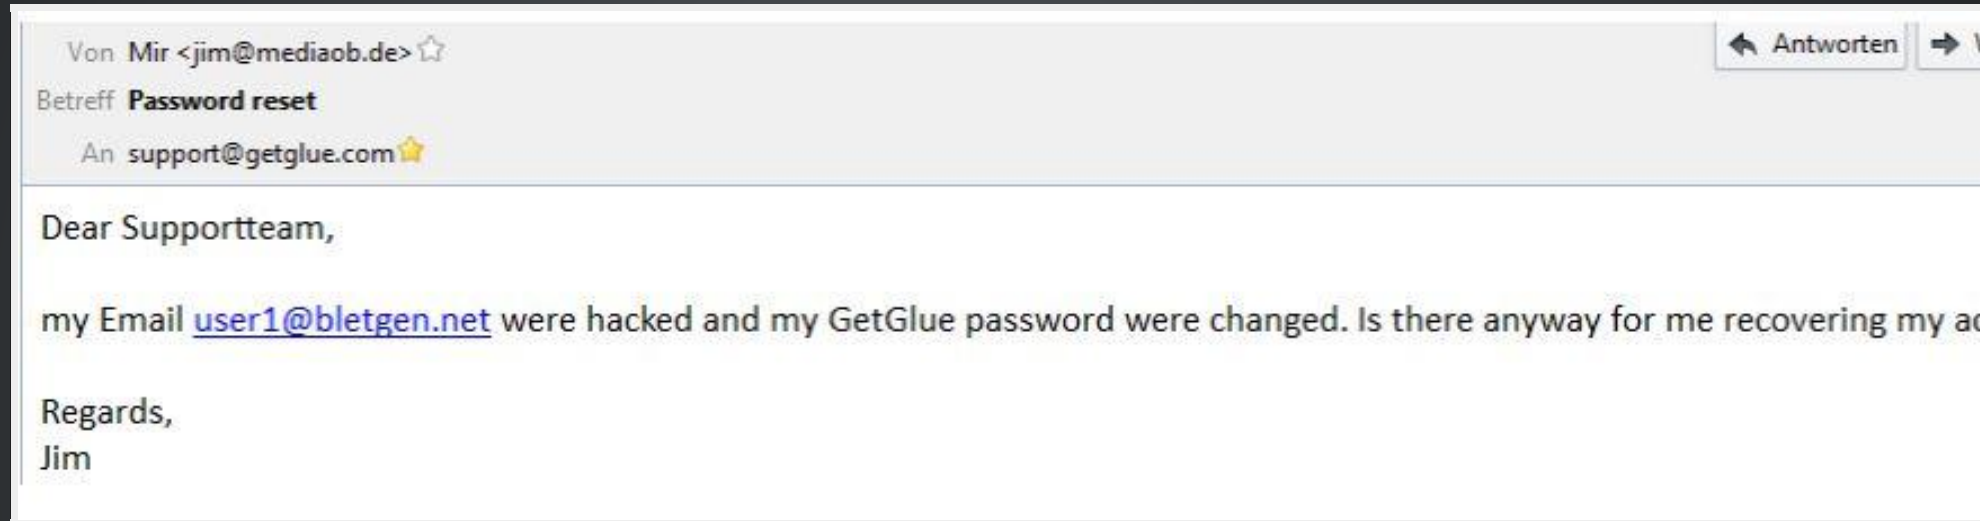 Von Mir <jim@mediaob.de>
Antworten
Betreff Password reset
An support@getglue.com
Dear Supportteam,
my Email user1@bletgen.net were hacked and my GetGlue password were changed. Is there anyway for me recovering my
Regards,
Jim